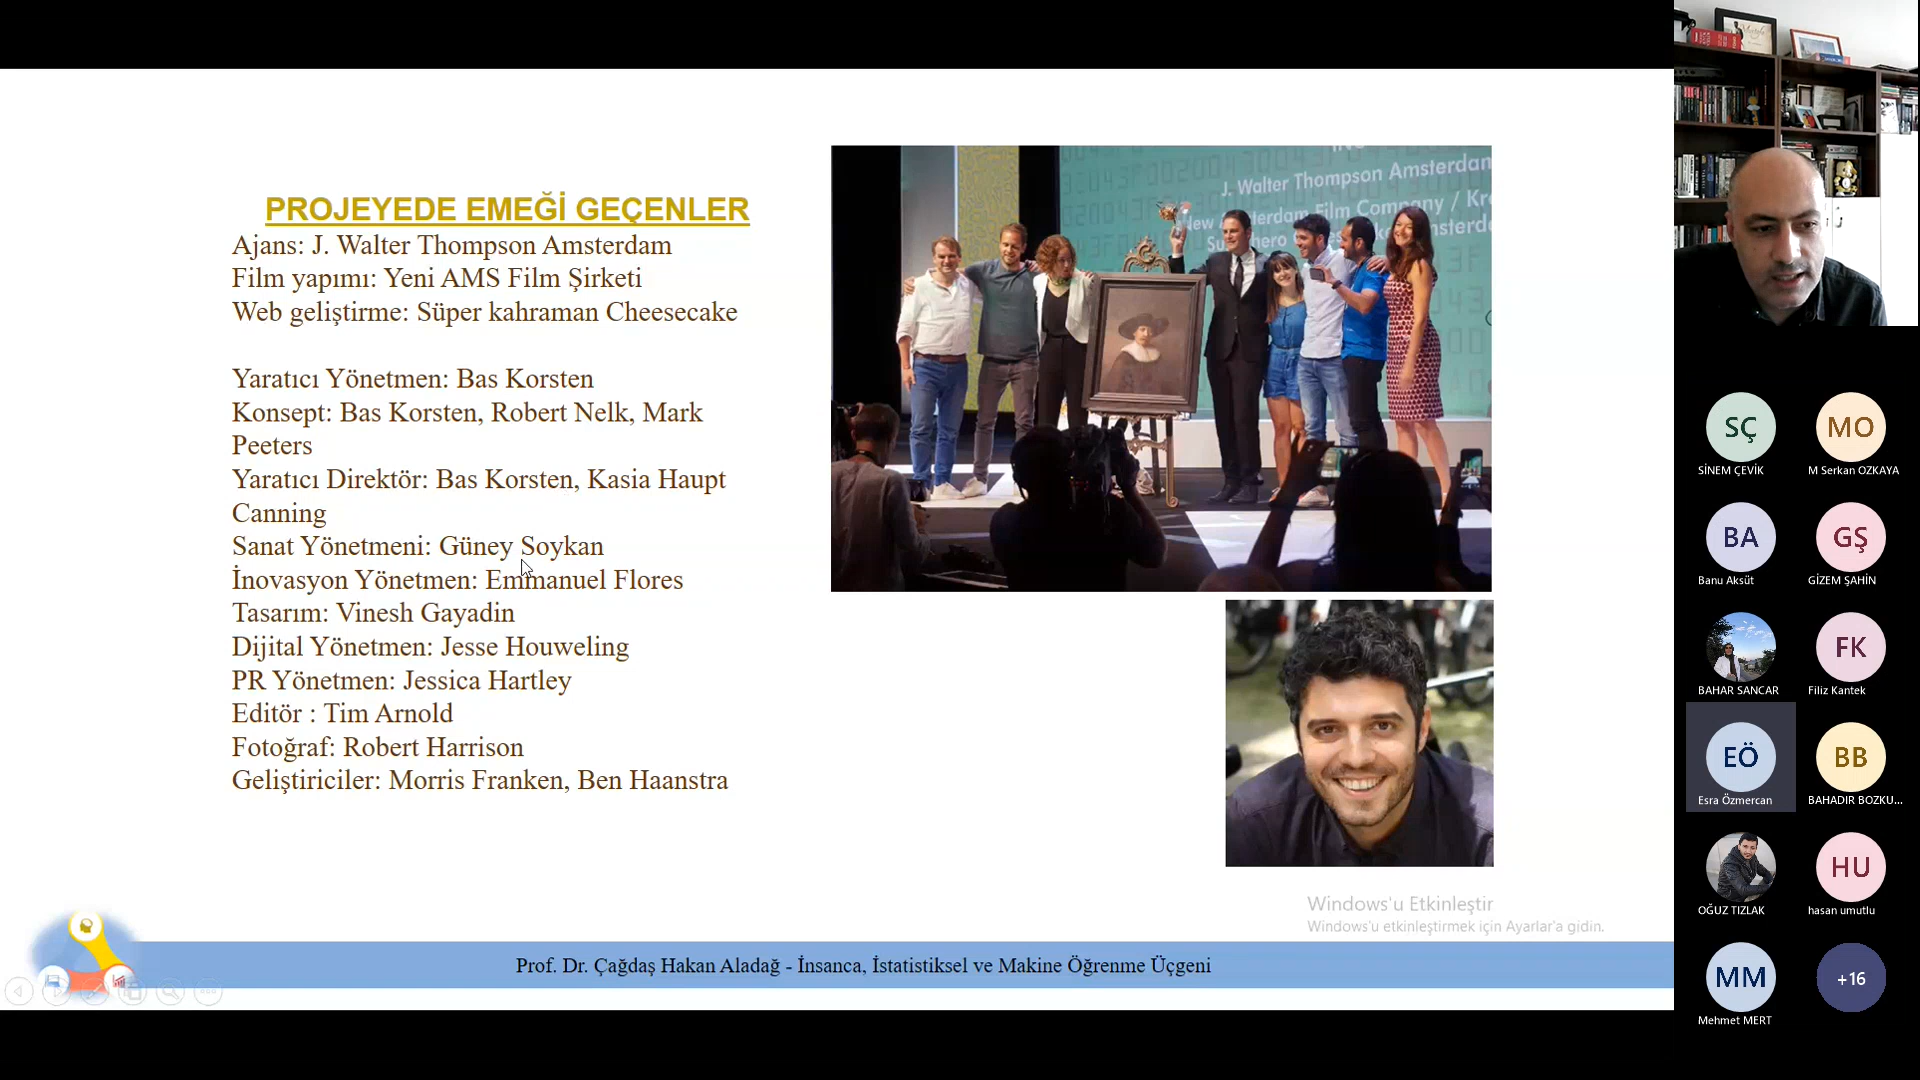 PROJEYEDE EMEĞİ GEÇENLER
Ajans: J. Walter Thompson Amsterdam
Film yapımı: Yeni AMS Film Şirketi
Web geliştirme: Süper kahraman Cheesecake
Yaratıcı Yönetmen: Bas Korsten
Konsept: Bas Korsten, Robert Nelk, Mark
Peeters
Yaratıcı Direktör: Bas Korsten, Kasia Haupt
Canning
Sanat Yönetmeni: Güney Soykan
İnovasyon Yönetmen: Emmanuel Flores
Tasarım: Vinesh Gayadin
Dijital Yönetmen: Jesse Houweling
PR Yönetmen: Jessica Hartley
Editör : Tim Arnold
Fotoğraf: Robert Harrison
Geliştiriciler: Morris Franken, Ben Haanstra
J. Walter Thompson Amsterdam
Film Company / Kr
Windows'u Etkinleştir
Windows'u etkinleştirmek için Ayarlar'a gidin.
Prof. Dr. Çağdaş Hakan Aladağ - İnsanca, İstatistiksel ve Makine Öğrenme Üçgeni
SÇ
SİNEM ÇEVİK
MO
M Serkan OZKAYA
BA
Banu Aksüt
GŞ
GİZEM ŞAHİN
BAHAR SANCAR
FK
Filiz Kantek
EÖ
Esra Özmercan
BB
BAHADIR BOZKU...
OĞUZ TIZLAK
HU
hasan umutlu
MM
Mehmet MERT
+16